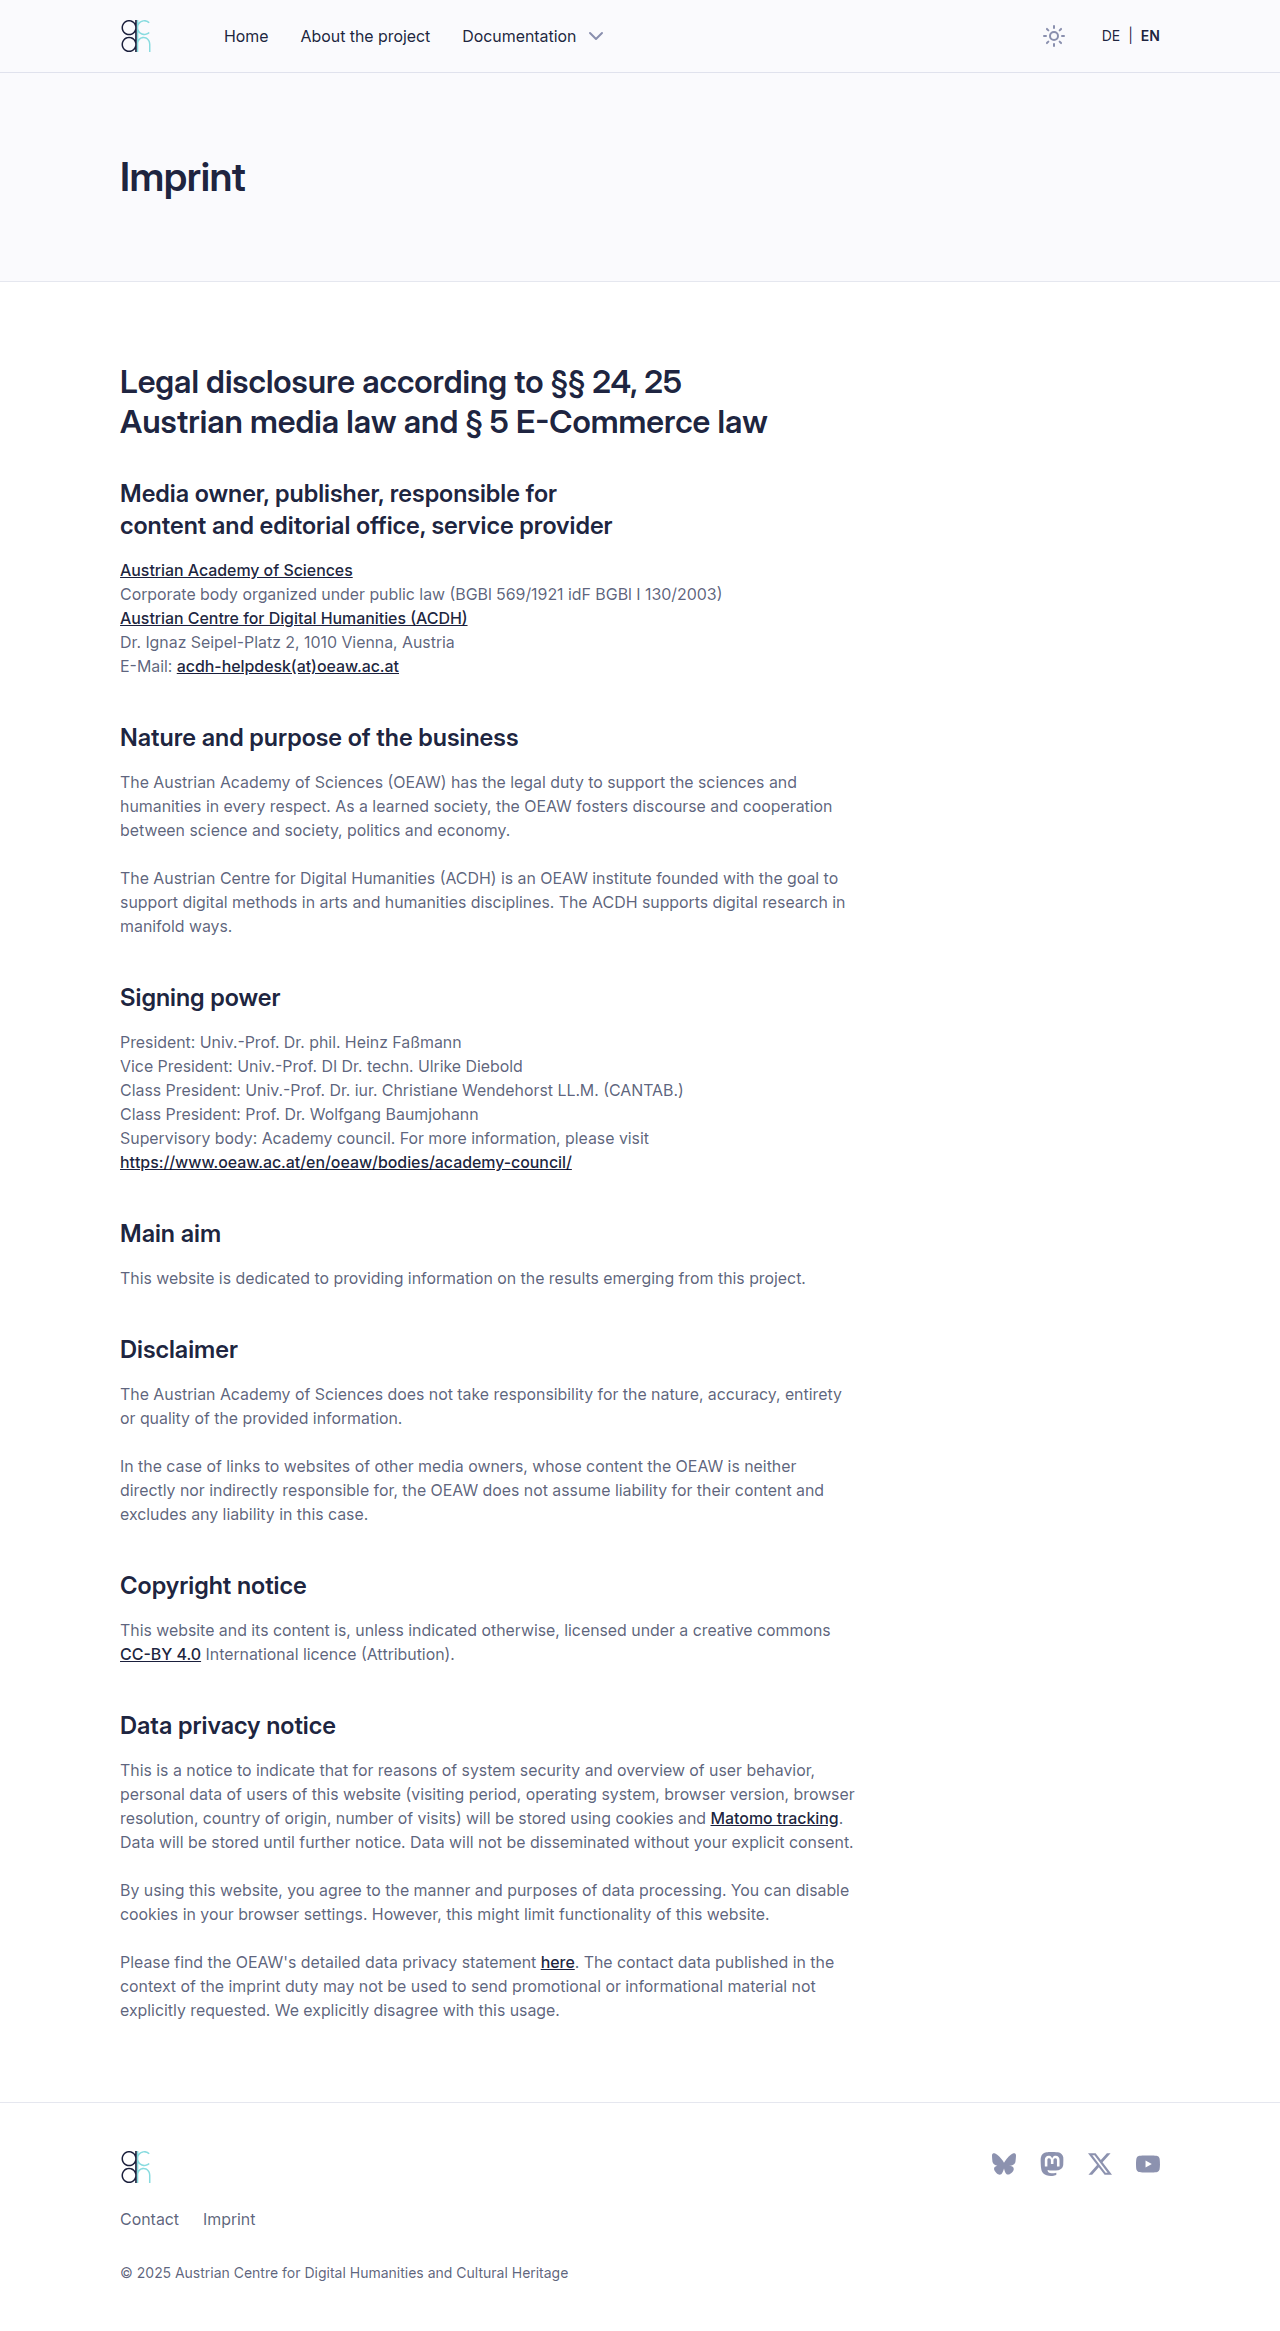 Home
About the project
Documentation
DE | EN
Imprint
Legal disclosure according to §§ 24, 25
Austrian media law and § 5 E-Commerce law
Media owner, publisher, responsible for
content and editorial office, service provider
Austrian Academy of Sciences
Corporate body organized under public law (BGBl 569/1921 idF BGBl I 130/2003)
Austrian Centre for Digital Humanities (ACDH)
Dr. Ignaz Seipel-Platz 2, 1010 Vienna, Austria
E-Mail: acdh-helpdesk(at)oeaw.ac.at
Nature and purpose of the business
The Austrian Academy of Sciences (OEAW) has the legal duty to support the sciences and
humanities in every respect. As a learned society, the OEAW fosters discourse and cooperation
between science and society, politics and economy.
The Austrian Centre for Digital Humanities (ACDH) is an OEAW institute founded with the goal to
support digital methods in arts and humanities disciplines. The ACDH supports digital research in
manifold ways.
Signing power
President: Univ.-Prof. Dr. phil. Heinz Faßmann
Vice President: Univ.-Prof. DI Dr. techn. Ulrike Diebold
Class President: Univ.-Prof. Dr. iur. Christiane Wendehorst LL.M. (CANTAB.)
Class President: Prof. Dr. Wolfgang Baumjohann
Supervisory body: Academy council. For more information, please visit
https://www.oeaw.ac.at/en/oeaw/bodies/academy-council/
Main aim
This website is dedicated to providing information on the results emerging from this project.
Disclaimer
The Austrian Academy of Sciences does not take responsibility for the nature, accuracy, entirety
or quality of the provided information.
In the case of links to websites of other media owners, whose content the OEAW is neither
directly nor indirectly responsible for, the OEAW does not assume liability for their content and
excludes any liability in this case.
Copyright notice
This website and its content is, unless indicated otherwise, licensed under a creative commons
CC-BY 4.0 International licence (Attribution).
Data privacy notice
This is a notice to indicate that for reasons of system security and overview of user behavior,
personal data of users of this website (visiting period, operating system, browser version, browser
resolution, country of origin, number of visits) will be stored using cookies and Matomo tracking.
Data will be stored until further notice. Data will not be disseminated without your explicit consent.
By using this website, you agree to the manner and purposes of data processing. You can disable
cookies in your browser settings. However, this might limit functionality of this website.
Please find the OEAW's detailed data privacy statement here. The contact data published in the
context of the imprint duty may not be used to send promotional or informational material not
explicitly requested. We explicitly disagree with this usage.
Contact
Imprint
© 2025 Austrian Centre for Digital Humanities and Cultural Heritage